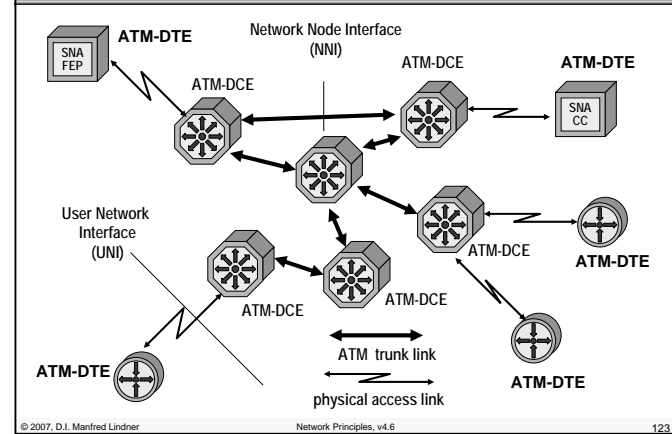 ATM-DTE
SNA
FEP
Network Node Interface
(NNI)
ATM-DCE
ATM-DCE
ATM-DTE
SNA
CC
User Network
Interface
(UNI)
ATM-DCE
ATM-DTE
ATM-DCE
ATM-DCE
ATM-DTE
ATM trunk link
ATM-DTE
physical access link
© 2007, D.I. Manfred Lindner
Network Principles, v4.6
123